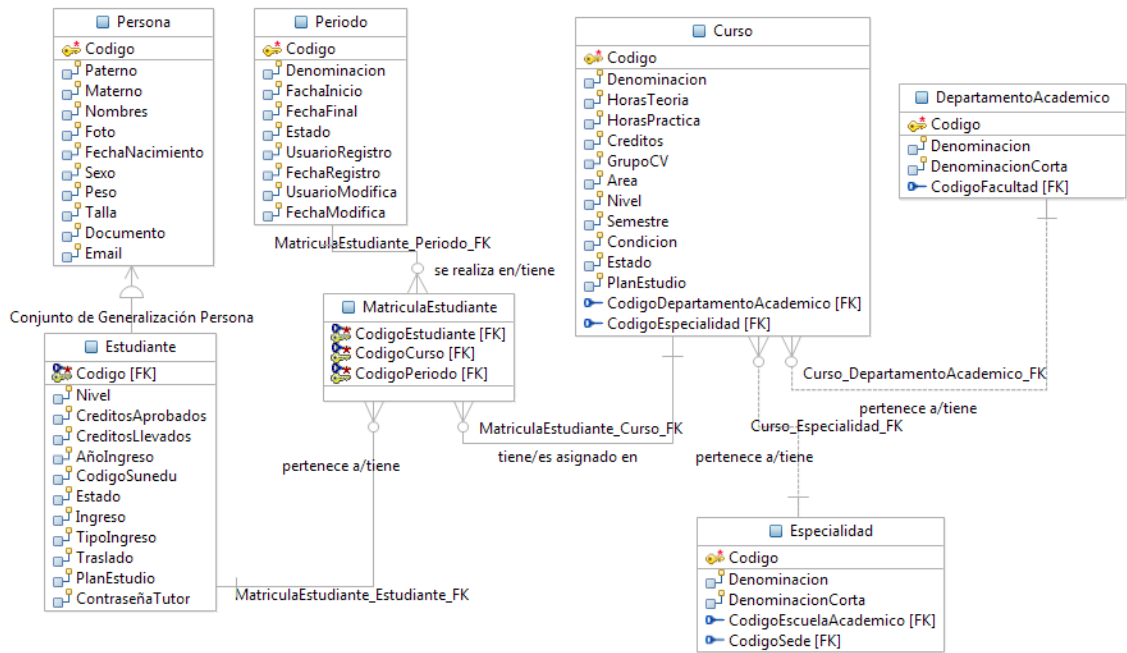 Persona
Codigo
Paterno
Materno
Nombres
Foto
FechaNacimiento
Sexo
Peso
Talla
Documento
Email
Periodo
Codigo
Denominacion
FachaInicio
FechaFinal
Estado
UsuarioRegistro
FechaRegistro
UsuarioModifica
FechaModifica
Curso
Codigo
Denominacion
HorasTeoria
HorasPractica
Creditos
GrupoCV
Area
Nivel
Semestre
Condicion
Estado
PlanEstudio
CodigoDepartamentoAcademico [FK]
CodigoEspecialidad [FK]
DepartamentoAcademico
Codigo
Denominacion
DenominacionCorta
CodigoFacultad [FK]
MatriculaEstudiante_Periodo_FK
se realiza en/tiene
Conjunto de Generalización Persona
MatriculaEstudiante
CodigoEstudiante [FK]
CodigoCurso [FK]
CodigoPeriodo [FK]
Estudiante
Codigo [FK]
Nivel
CreditosAprobados
CreditosLlevados
AñoIngreso
CodigoSunedu
Estado
Ingreso
TipoIngreso
Traslado
PlanEstudio
ContraseñaTutor
Curso_DepartamentoAcademico_FK
pertenece a/tiene
MatriculaEstudiante_Curso_FK
tiene/es asignado en
Curso_Especialidad_FK
pertenece a/tiene
pertenece a/tiene
MatriculaEstudiante_Estudiante_FK
Especialidad
Codigo
Denominacion
DenominacionCorta
CodigoEscuelaAcademico [FK]
CodigoSede [FK]